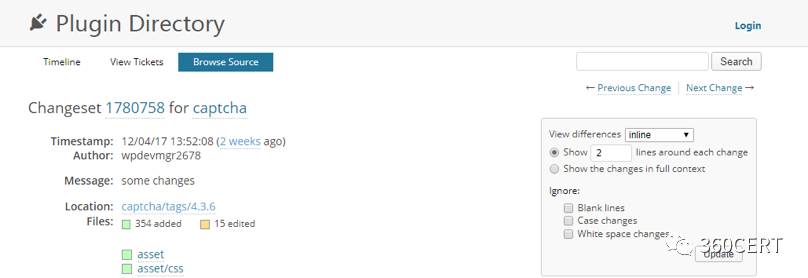 Plugin Directory
Login
Timeline
View Tickets
Browse Source
Search
← Previous Change
Next Change →
Changeset 1780758 for captcha
Timestamp: 12/04/17 13:52:08 (2 weeks ago)
Author: wpdevmgr2678
Message: some changes
Location: captcha/tags/4.3.6
Files: 354 added 15 edited
asset
asset/css
View differences inline
Show 2 lines around each change
Show the changes in full context
Ignore:
Blank lines
Case changes
White space changes
Update
360CERT